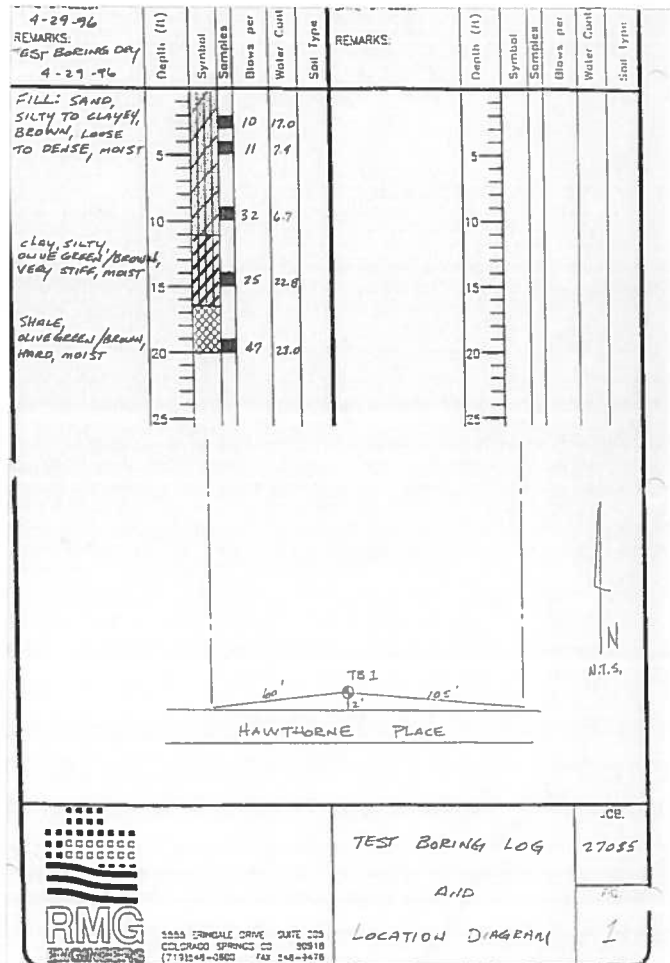 4-29-96
REMARKS:
TEST BORING DRY
4-29-96
Depth (ft)
Symbol
Samples
Blows per
Water Cont
Soil Type
REMARKS:
Depth (ft)
Symbol
Samples
Blows per
Water Cont
Soil Type
FILL: SAND,
SILTY TO CLAYEY,
BROWN, LOOSE
TO DENSE, MOIST
CLAY, SILTY,
OLIVE GREEN/BROWN,
VERY STIFF, MOIST
SHALE,
OLIVE GREEN/BROWN,
HARD, MOIST
5
10
15
20
25
10 17.0
11 7.9
32 6.7
25 22.8
47 23.0
5
10
15
20
25
N
N.T.S.
TB 1
60' 105'
2'
HAWTHORNE PLACE
RMG
ENGINEERS
COLORADO SPRINGS CO 80918
TEST BORING LOG
AND
LOCATION DIAGRAM
27085
1